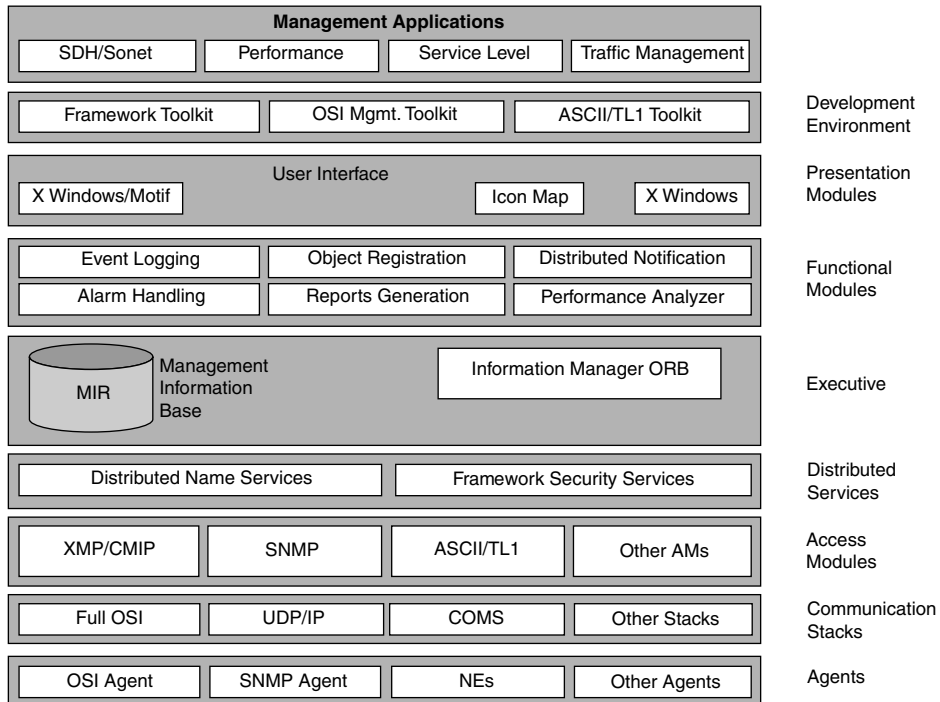 Management Applications
SDH/Sonet
Performance
Service Level
Traffic Management
Framework Toolkit
OSI Mgmt. Toolkit
ASCII/TL1 Toolkit
Development
Environment
User Interface
X Windows/Motif
Icon Map
X Windows
Presentation
Modules
Event Logging
Object Registration
Distributed Notification
Alarm Handling
Reports Generation
Performance Analyzer
Functional
Modules
MIR
Management
Information
Base
Information Manager ORB
Executive
Distributed Name Services
Framework Security Services
Distributed
Services
XMP/CMIP
SNMP
ASCII/TL1
Other AMs
Access
Modules
Full OSI
UDP/IP
COMS
Other Stacks
Communication
Stacks
OSI Agent
SNMP Agent
NEs
Other Agents
Agents